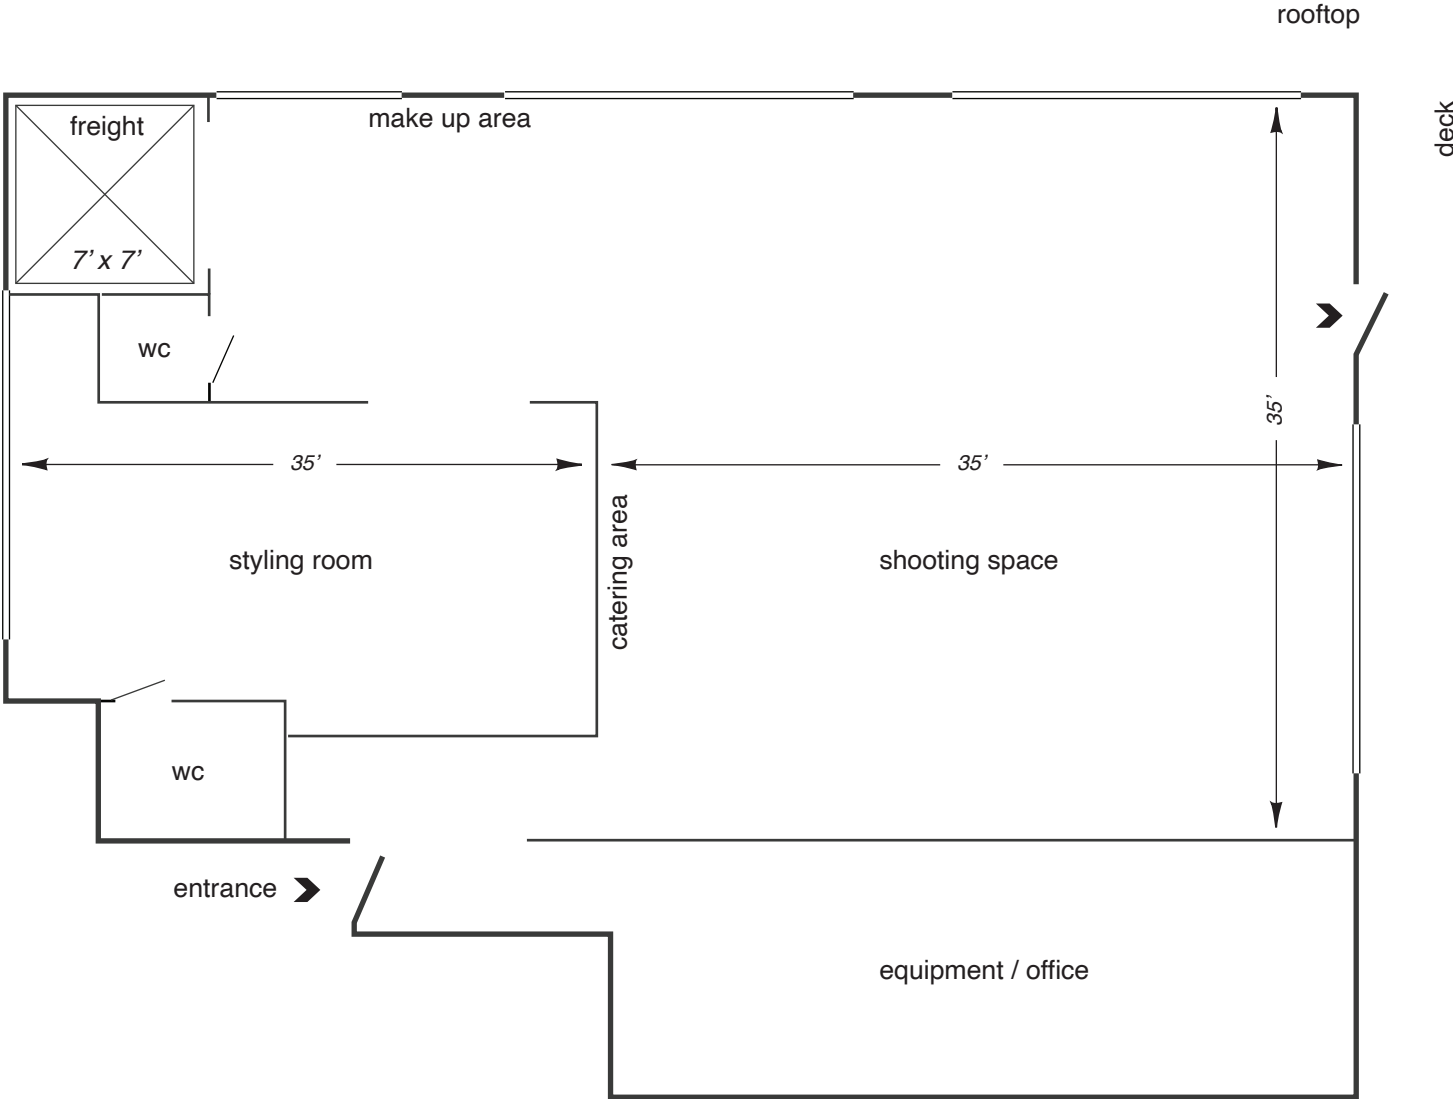 rooftop
deck
freight
make up area
7’ x 7’
wc
35’
35’
35’
styling room
catering area
shooting space
wc
entrance
equipment / office